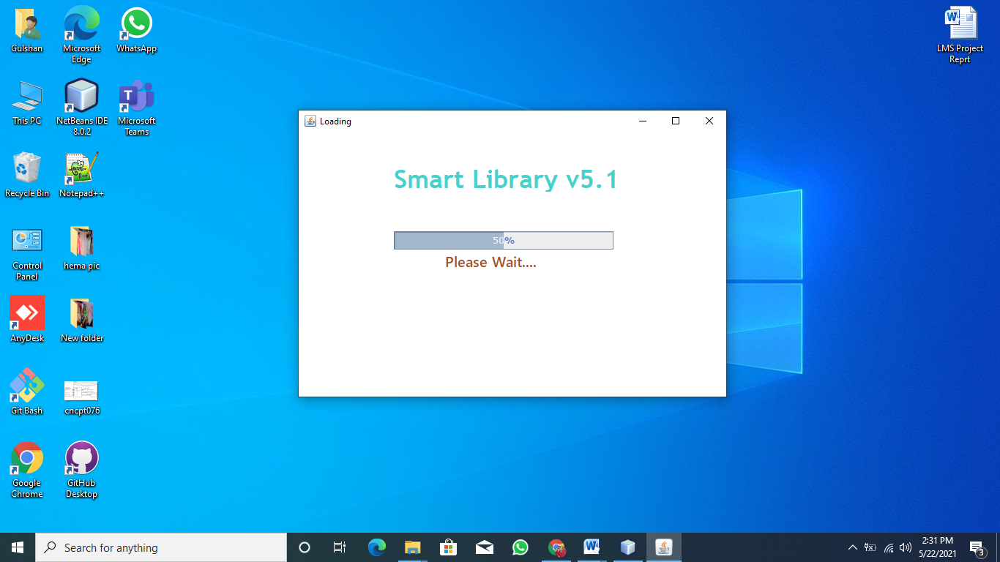 Gulshan
Microsoft
Edge
WhatsApp
LMS Project
Reprt
This PC
NetBeans IDE
8.0.2
Microsoft
Teams
Recycle Bin
Notepad++
Control
Panel
hema pic
AnyDesk
New folder
Git Bash
cncpt076
Google
Chrome
GitHub
Desktop
Loading
Smart Library v5.1
50%
Please Wait....
Search for anything
2:31 PM
5/22/2021
3